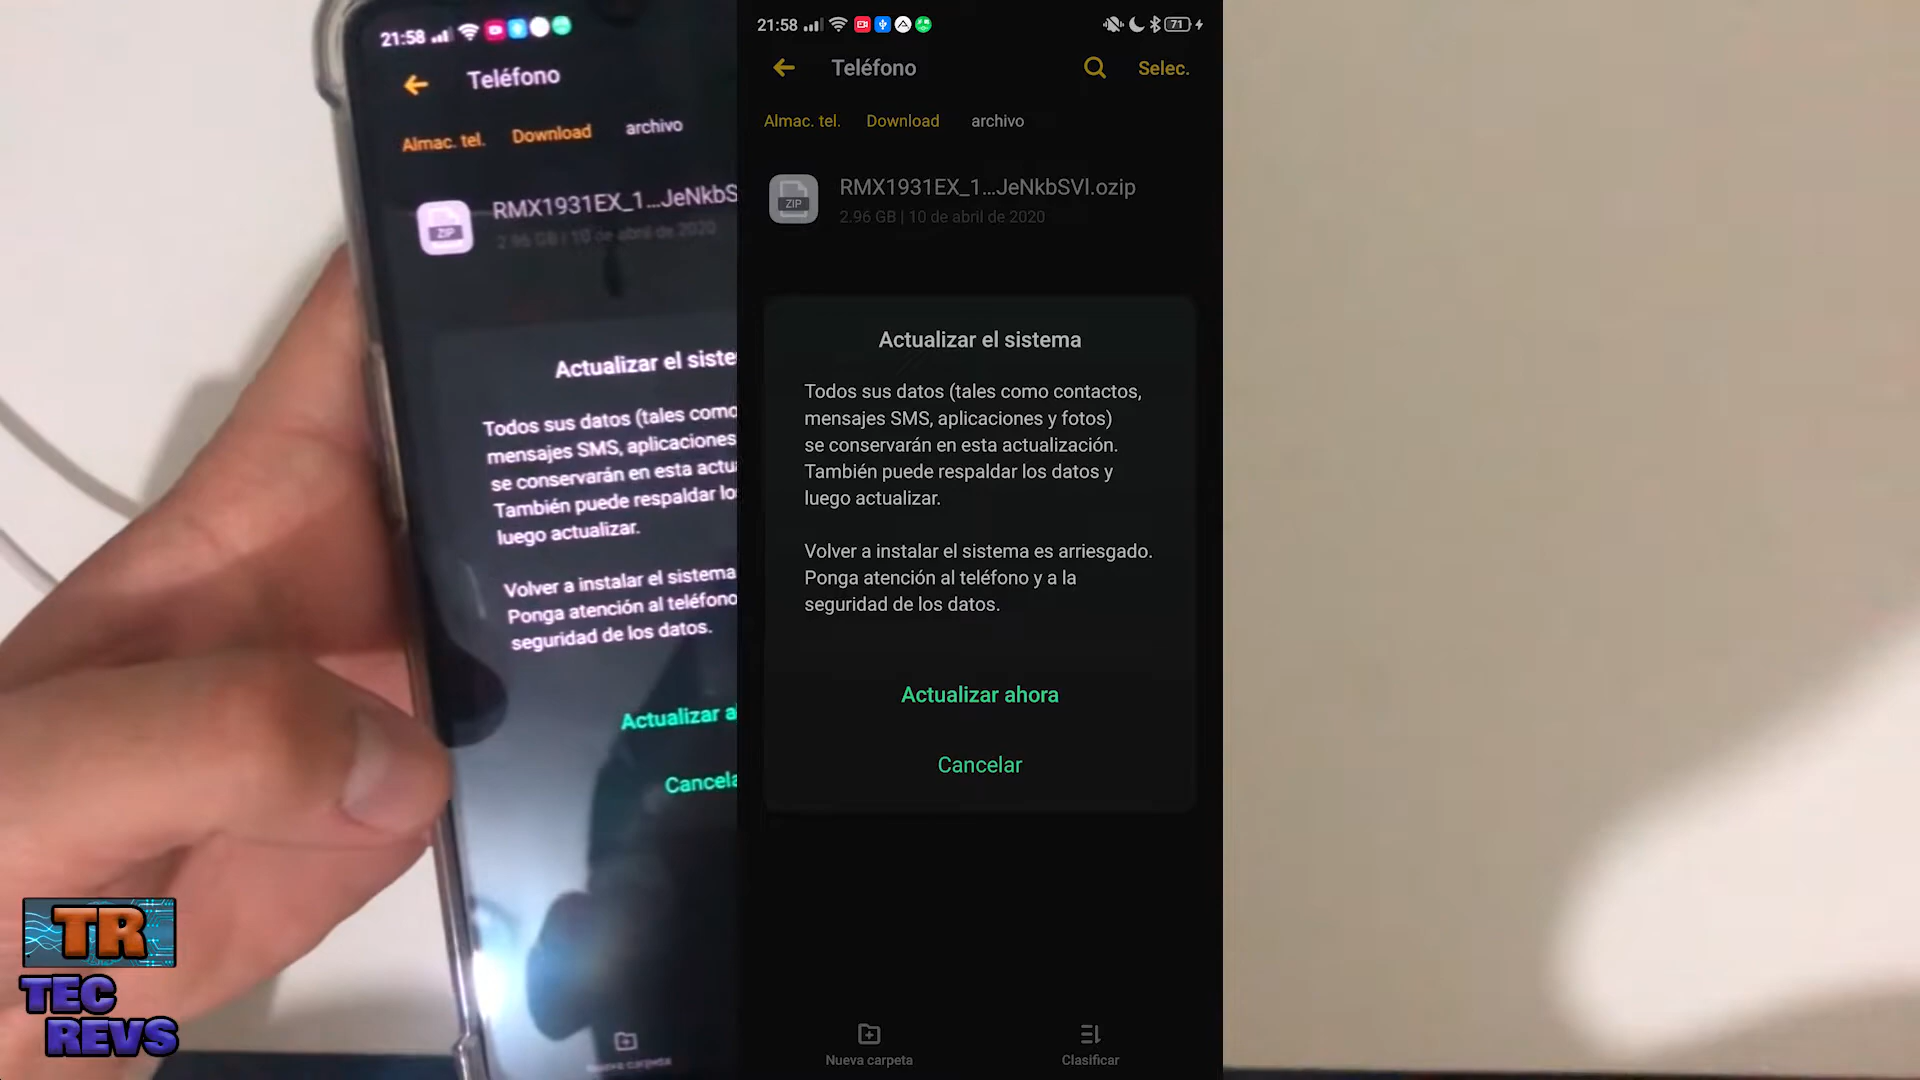 21:58
Teléfono
Almac. tel. Download archivo
RMX1931EX_1...JeNkbS
2.96 GB | 10 de abril de 2020
ZIP
Actualizar el siste
Todos sus datos (tales como
mensajes SMS, aplicaciones
se conservarán en esta actu
También puede respaldar lo
luego actualizar.
Volver a instalar el sistema
Ponga atención al teléfono
seguridad de los datos.
Actualizar a
Cancela
Nueva carpeta
21:58
71
Teléfono
Selec.
Almac. tel. Download archivo
RMX1931EX_1...JeNkbSVl.ozip
ZIP
2.96 GB | 10 de abril de 2020
Actualizar el sistema
Todos sus datos (tales como contactos,
mensajes SMS, aplicaciones y fotos)
se conservarán en esta actualización.
También puede respaldar los datos y
luego actualizar.
Volver a instalar el sistema es arriesgado.
Ponga atención al teléfono y a la
seguridad de los datos.
Actualizar ahora
Cancelar
Nueva carpeta
Clasificar
TR
TEC
REVS